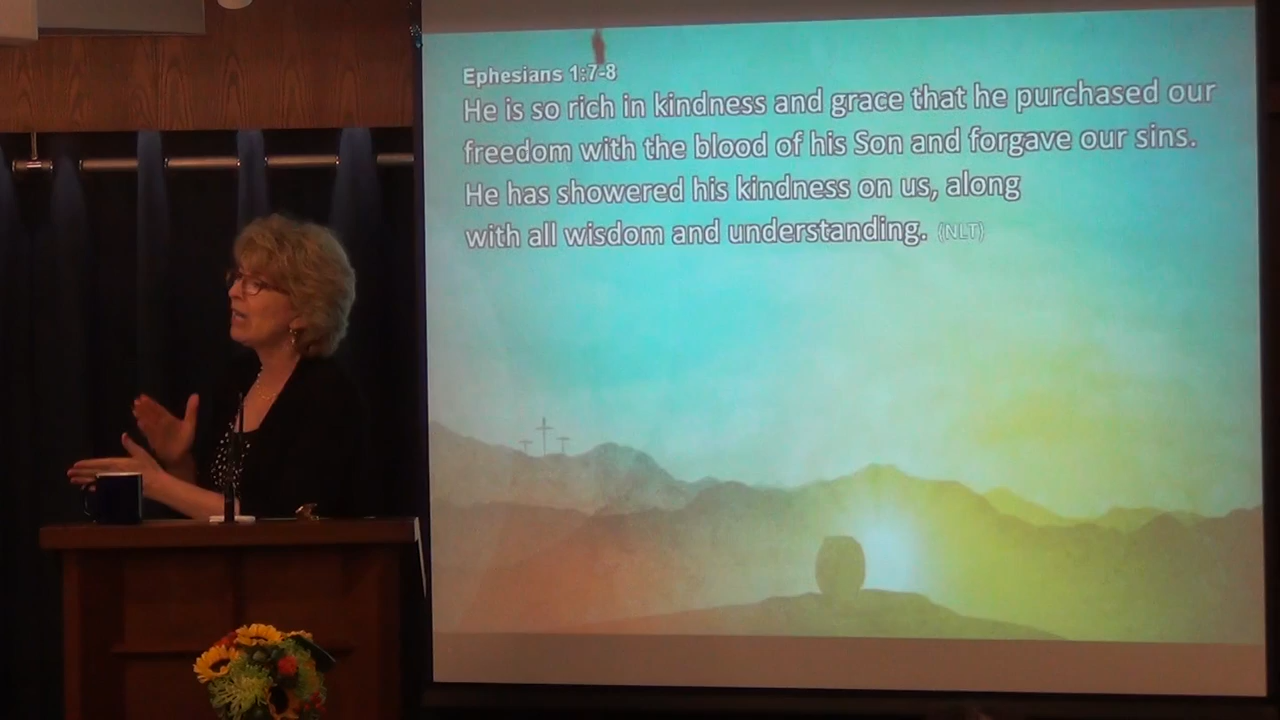 Ephesians 1:7-8
He is so rich in kindness and grace that he purchased our
freedom with the blood of his Son and forgave our sins.
He has showered his kindness on us, along
with all wisdom and understanding. (NLT)